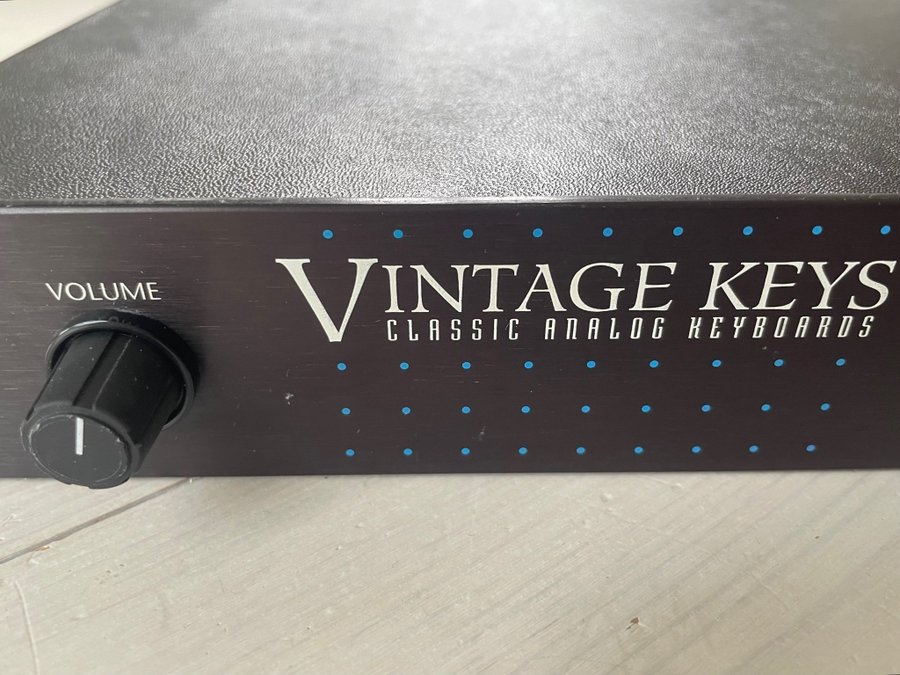 VOLUME
VINTAGE KEYS
CLASSIC ANALOG KEYBOARDS